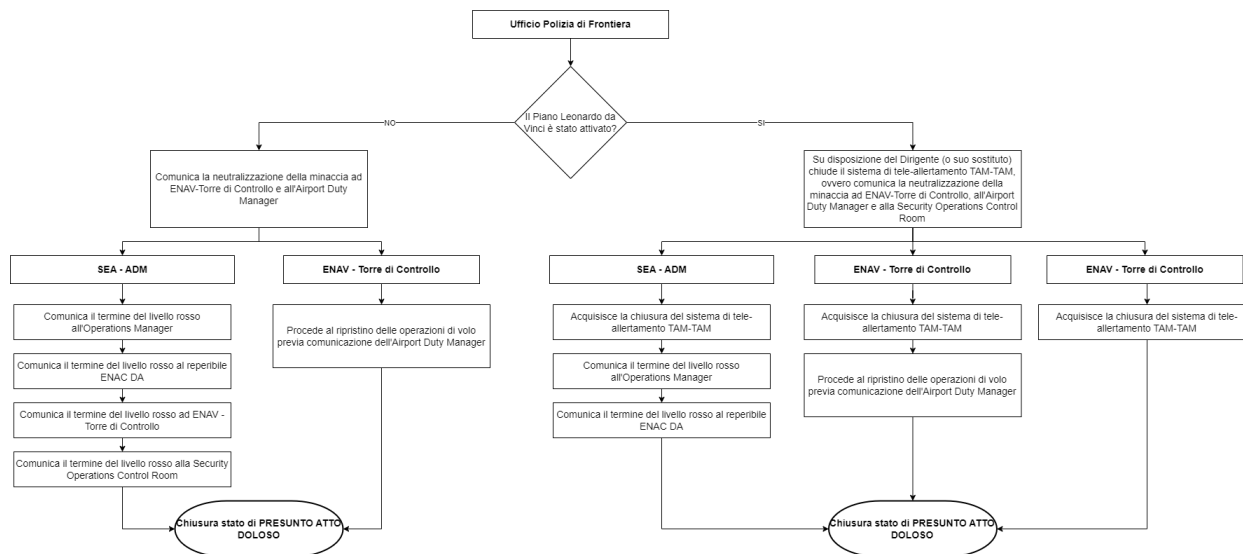 Ufficio Polizia di Frontiera
Il Piano Leonardo da
Vinci è stato attivato?
NO
SI
Comunica la neutralizzazione della minaccia ad
ENAV-Torre di Controllo e all'Airport Duty
Manager
Su disposizione del Dirigente (o suo sostituto)
chiude il sistema di tele-allertamento TAM-TAM,
ovvero comunica la neutralizzazione della
minaccia ad ENAV-Torre di Controllo, all'Airport
Duty Manager e alla Security Operations Control
Room
SEA - ADM
Comunica il termine del livello rosso
all'Operations Manager
Comunica il termine del livello rosso al reperibile
ENAC DA
Comunica il termine del livello rosso ad ENAV -
Torre di Controllo
Comunica il termine del livello rosso alla Security
Operations Control Room
ENAV - Torre di Controllo
Procede al ripristino delle operazioni di volo
previa comunicazione dell'Airport Duty Manager
Chiusura stato di PRESUNTO ATTO
DOLOSO
SEA - ADM
Acquisisce la chiusura del sistema di tele-
allertamento TAM-TAM
Comunica il termine del livello rosso
all'Operations Manager
Comunica il termine del livello rosso al reperibile
ENAC DA
ENAV - Torre di Controllo
Acquisisce la chiusura del sistema di tele-
allertamento TAM-TAM
Procede al ripristino delle operazioni di volo
previa comunicazione dell'Airport Duty Manager
ENAV - Torre di Controllo
Acquisisce la chiusura del sistema di tele-
allertamento TAM-TAM
Chiusura stato di PRESUNTO ATTO
DOLOSO